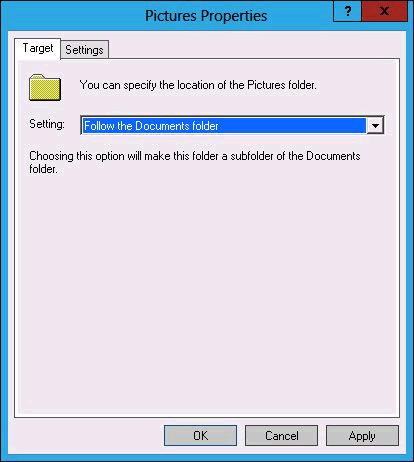 Pictures Properties
? x
Target Settings
You can specify the location of the Pictures folder.
Setting: Follow the Documents folder
Choosing this option will make this folder a subfolder of the Documents
folder.
OK Cancel Apply